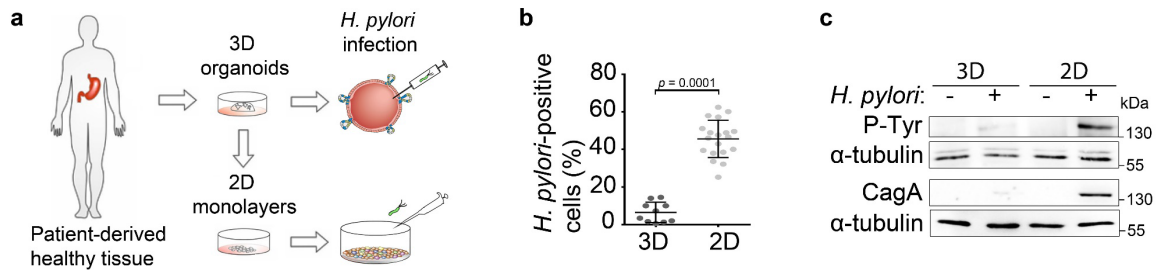 a
3D
organoids
H. pylori
infection
2D
monolayers
Patient-derived
healthy tissue
b
H. pylori-positive
cells (%)
80
60
40
20
0
p = 0.0001
3D
2D
c
3D 2D
H. pylori: - + - + kDa
P-Tyr -130
α-tubulin -55
CagA -130
α-tubulin -55